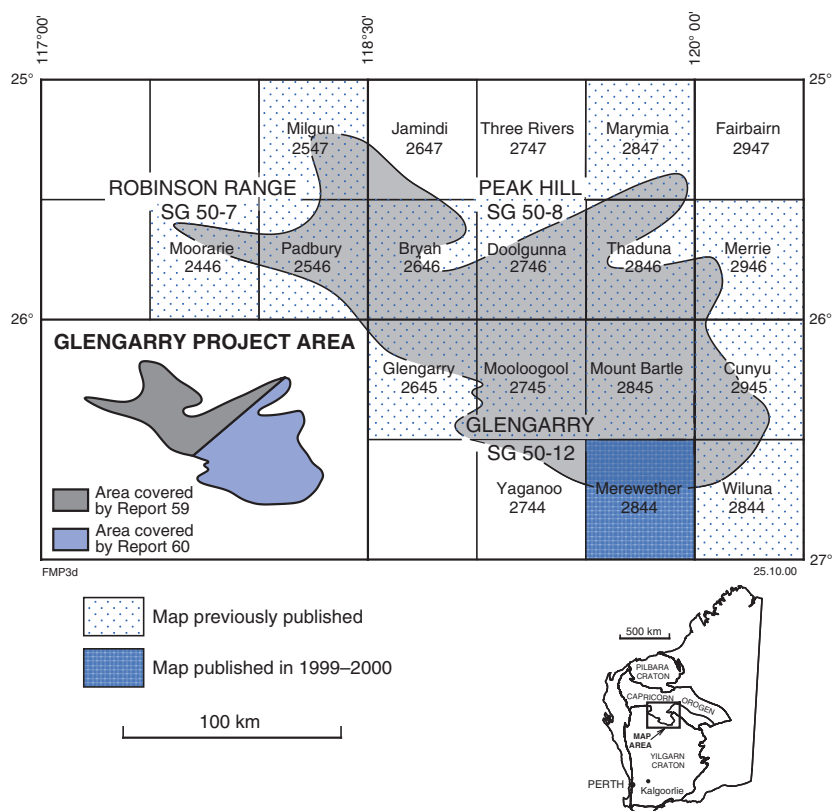 117°00'
118°30'
120° 00'
25°
25°
Milgun
2547
Jamindi
2647
Three Rivers
2747
Marymia
2847
Fairbairn
2947
ROBINSON RANGE
SG 50-7
PEAK HILL
SG 50-8
Moorarie
2446
Padbury
2546
Bryah
2646
Doolgunna
2746
Thaduna
2846
Merrie
2946
26°
26°
GLENGARRY PROJECT AREA
Glengarry
2645
Mooloogool
2745
Mount Bartle
2845
Cunyu
2945
GLENGARRY
SG 50-12
Yaganoo
2744
Merewether
2844
Wiluna
2844
Area covered
by Report 59
Area covered
by Report 60
27°
FMP3d
25.10.00
Map previously published
Map published in 1999–2000
100 km
500 km
PILBARA
CRATON
CAPRICORN OROGEN
MAP
AREA
YILGARN
CRATON
PERTH
Kalgoorlie